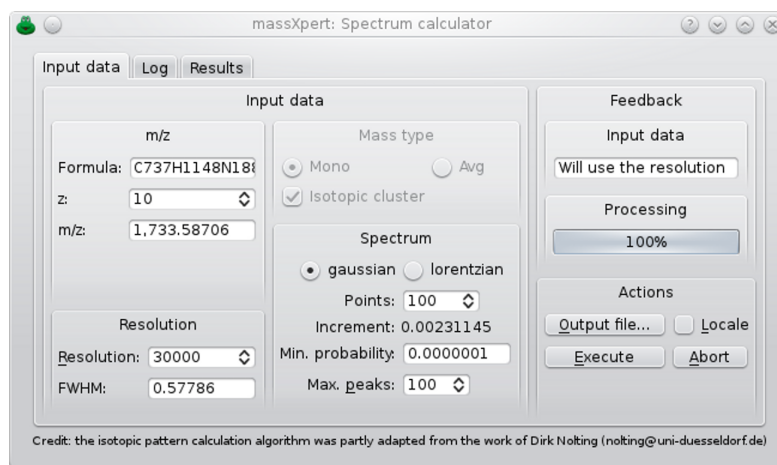 massXpert: Spectrum calculator
Input data
Log
Results
Input data
m/z
Formula: C737H1148N188
z: 10
m/z: 1,733.58706
Resolution
Resolution: 30000
FWHM: 0.57786
Mass type
Mono
Avg
Isotopic cluster
Spectrum
gaussian
lorentzian
Points: 100
Increment: 0.00231145
Min. probability: 0.0000001
Max. peaks: 100
Feedback
Input data
Will use the resolution
Processing
100%
Actions
Output file...
Locale
Execute
Abort
Credit: the isotopic pattern calculation algorithm was partly adapted from the work of Dirk Nolting (nolting@uni-duesseldorf.de)